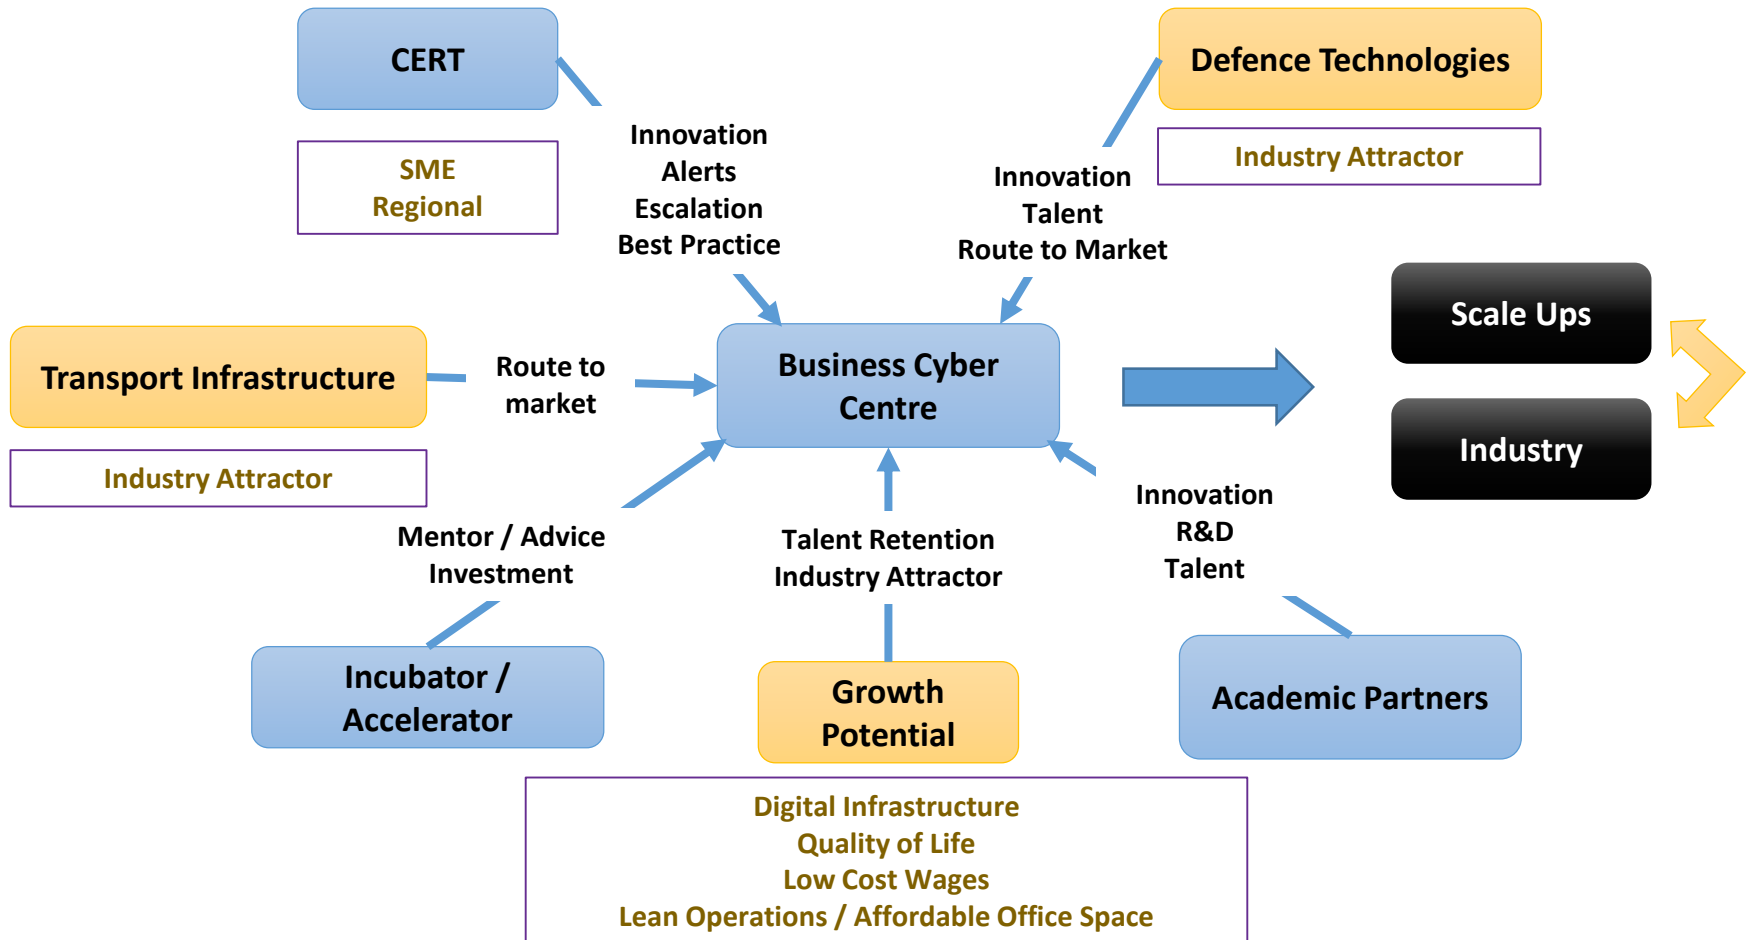 CERT
Defence Technologies
SME
Regional
Innovation
Alerts
Escalation
Best Practice
Industry Attractor
Innovation
Talent
Route to Market
Scale Ups
Transport Infrastructure
Route to
market
Business Cyber
Centre
Industry
Industry Attractor
Mentor / Advice
Investment
Talent Retention
Industry Attractor
Innovation
R&D
Talent
Incubator /
Accelerator
Growth
Potential
Academic Partners
Digital Infrastructure
Quality of Life
Low Cost Wages
Lean Operations / Affordable Office Space